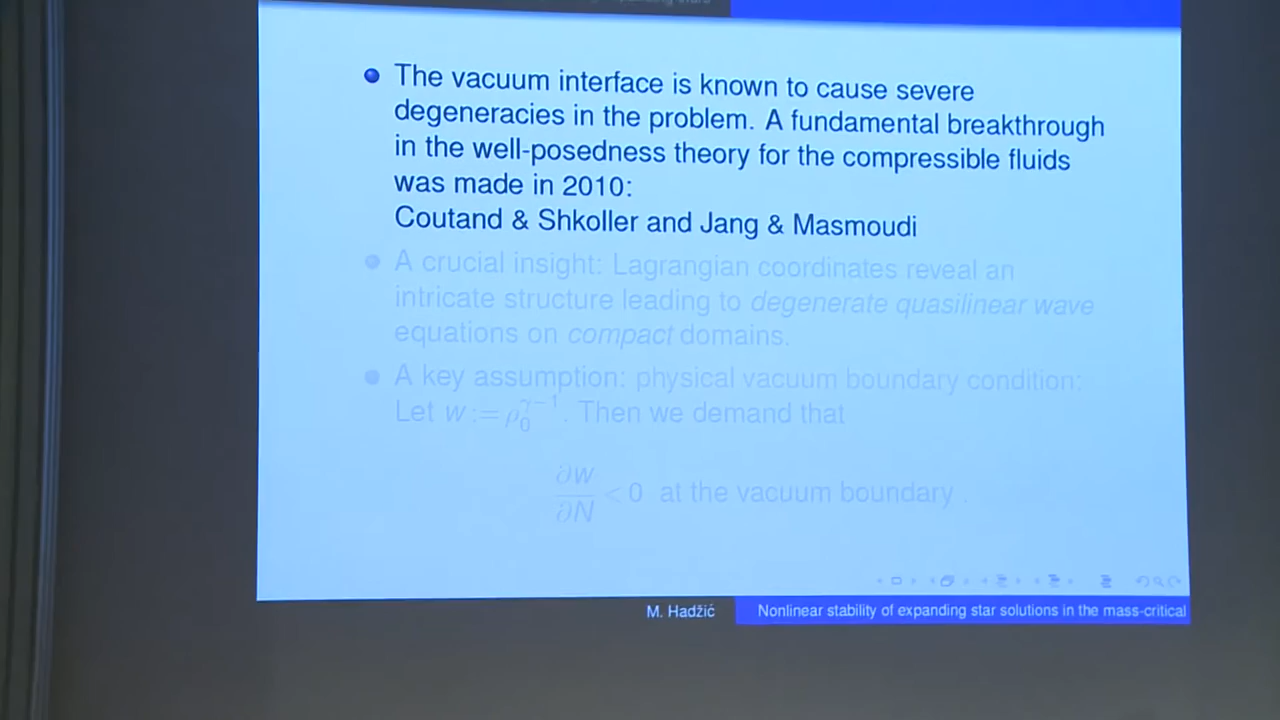 The vacuum interface is known to cause severe
degeneracies in the problem. A fundamental breakthrough
in the well-posedness theory for the compressible fluids
was made in 2010:
Coutand & Shkoller and Jang & Masmoudi
A crucial insight: Lagrangian coordinates reveal an
intricate structure leading to degenerate quasilinear wave
equations on compact domains.
A key assumption: physical vacuum boundary condition:
Let w := ρ₀^{γ−1}. Then we demand that
∂w/∂N < 0 at the vacuum boundary .
M. Hadžić Nonlinear stability of expanding star solutions in the mass-critical